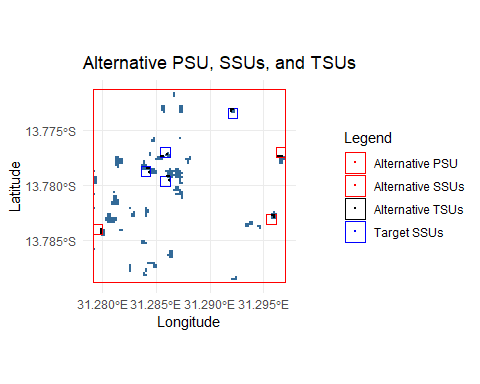 Alternative PSU, SSUs, and TSUs
13.775°S
13.780°S
13.785°S
Latitude
31.280°E 31.285°E 31.290°E 31.295°E
Longitude
Legend
Alternative PSU
Alternative SSUs
Alternative TSUs
Target SSUs